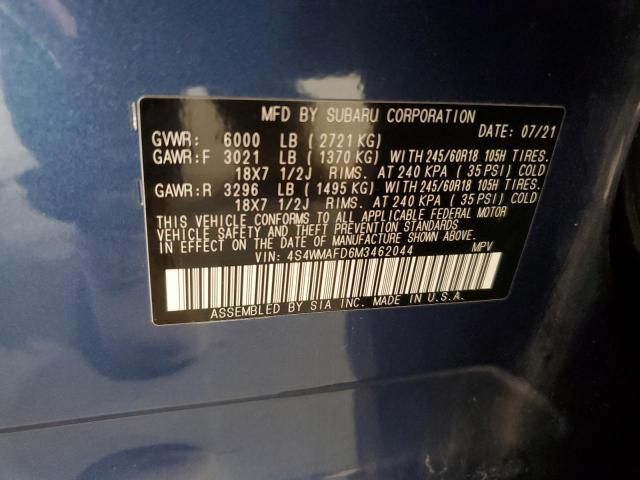 MFD BY SUBARU CORPORATION
GVWR: 6000 LB (2721 KG) DATE: 07/21
GAWR:F 3021 LB (1370 KG) WITH 245/60R18 105H TIRES.
18X7 1/2J RIMS. AT 240 KPA (35 PSI) COLD
GAWR:R 3296 LB (1495 KG) WITH 245/60R18 105H TIRES.
18X7 1/2J RIMS. AT 240 KPA (35 PSI) COLD
THIS VEHICLE CONFORMS TO ALL APPLICABLE FEDERAL MOTOR
VEHICLE SAFETY AND THEFT PREVENTION STANDARDS
IN EFFECT ON THE DATE OF MANUFACTURE SHOWN ABOVE.
VIN: 4S4WMAFD6M3462044 MPV
ASSEMBLED BY SIA INC. MADE IN U.S.A.